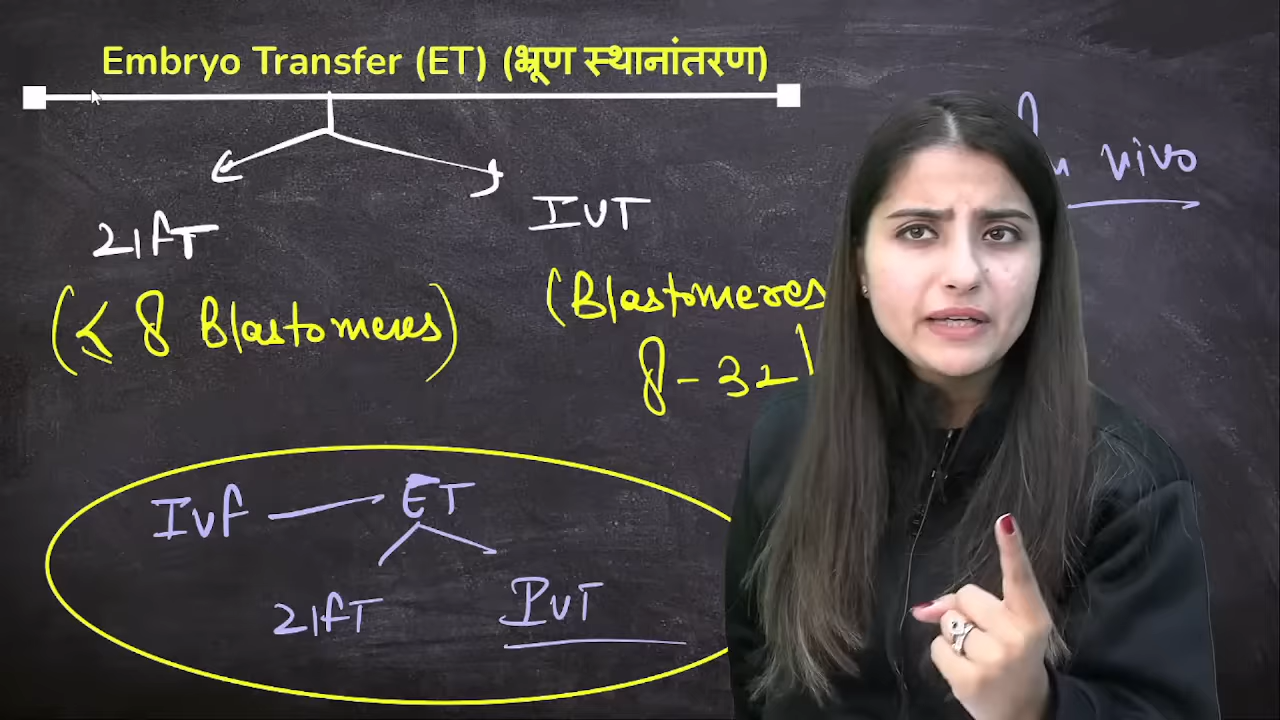 Embryo Transfer (ET) (भ्रूण स्थानांतरण)
vivo
ZIFT
IUT
(≤ 8 Blastomeres)
(Blastomeres
8-32
IVF → ET
ZIFT
IUT